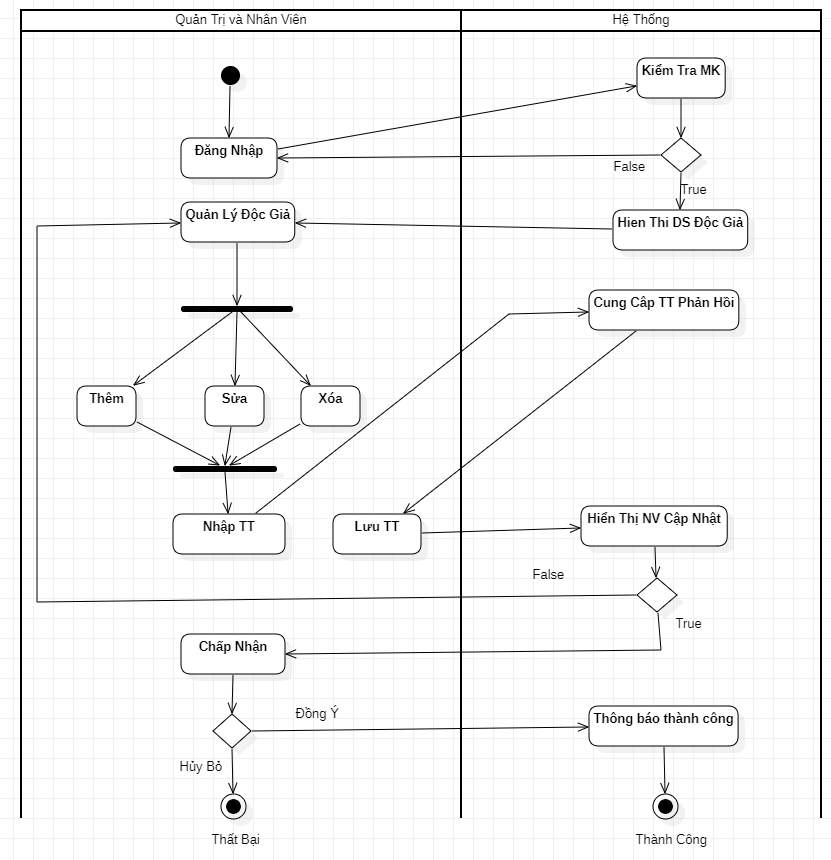 Quản Trị và Nhân Viên
Hệ Thống
Kiểm Tra MK
Đăng Nhập
False
True
Quản Lý Độc Giả
Hien Thi DS Độc Giả
Cung Câp TT Phản Hồi
Thêm
Sửa
Xóa
Nhập TT
Lưu TT
Hiển Thị NV Cập Nhật
False
True
Chấp Nhận
Đồng Ý
Thông báo thành công
Hủy Bỏ
Thất Bại
Thành Công